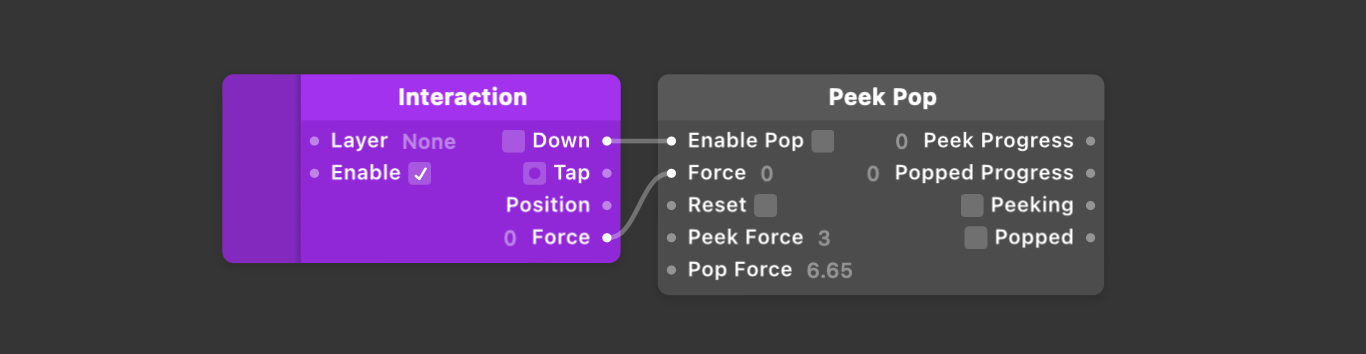 Interaction
Layer None Down
Enable Tap
Position
0 Force
Peek Pop
Enable Pop 0 Peek Progress
Force 0 0 Popped Progress
Reset Peeking
Peek Force 3 Popped
Pop Force 6.65